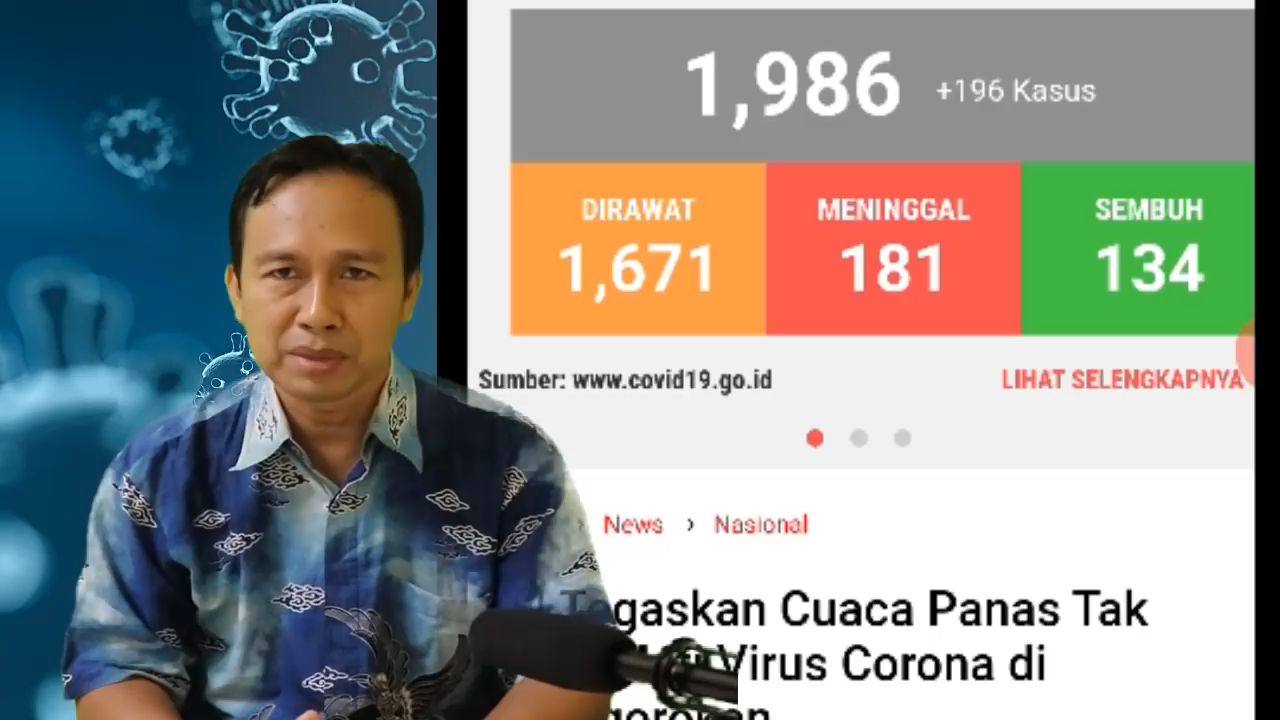 1,986 +196 Kasus
DIRAWAT MENINGGAL SEMBUH
1,671 181 134
Sumber: www.covid19.go.id LIHAT SELENGKAPNYA
› News › Nasional
Tegaskan Cuaca Panas Tak
Virus Corona di